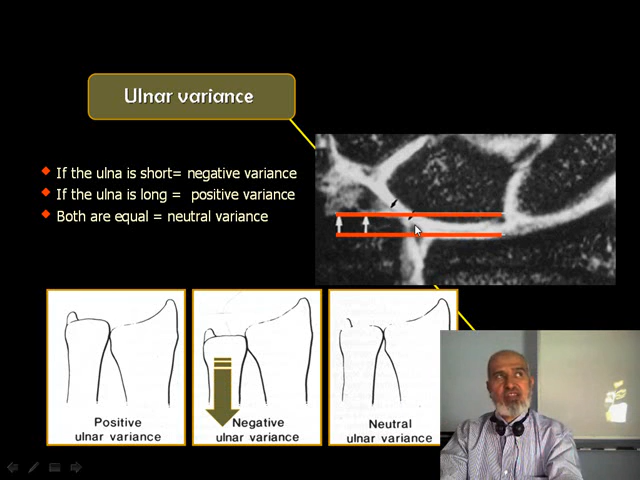 Ulnar variance
If the ulna is short= negative variance
If the ulna is long = positive variance
Both are equal = neutral variance
Positive
ulnar variance
Negative
ulnar variance
Neutral
ulnar variance